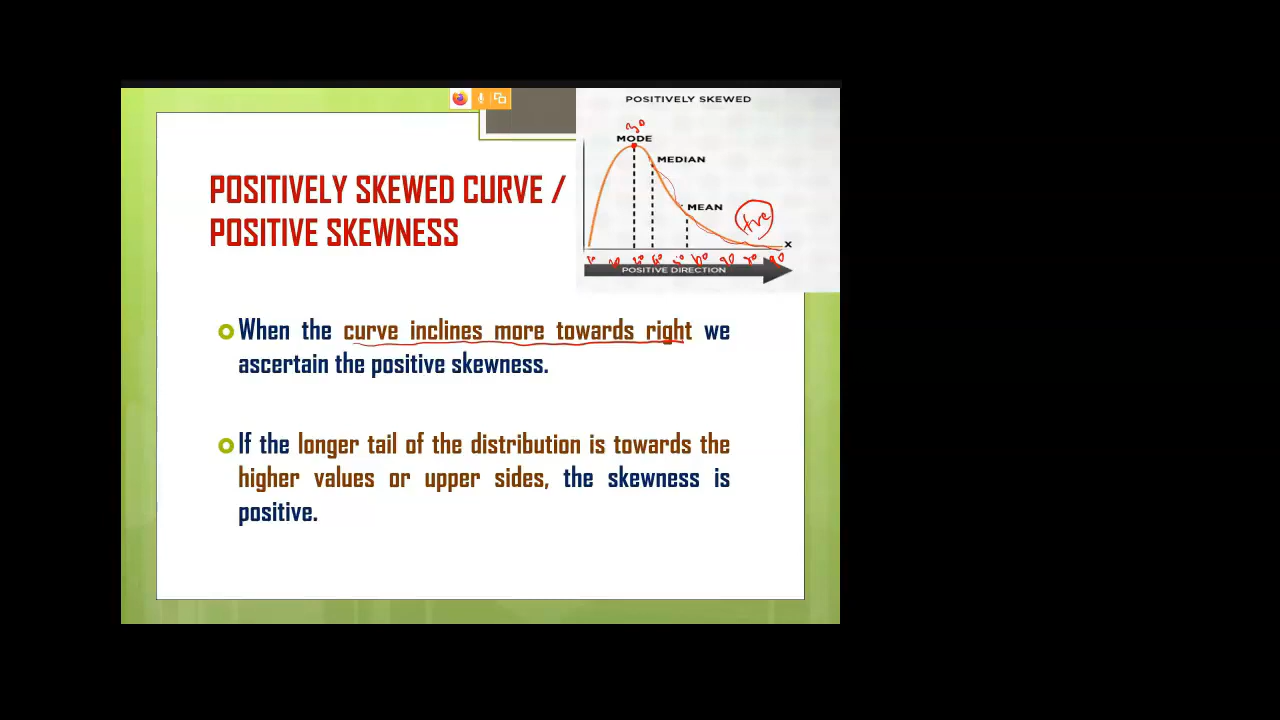 POSITIVELY SKEWED
30
MODE
MEDIAN
MEAN
+ve
X
POSITIVE DIRECTION
POSITIVELY SKEWED CURVE /
POSITIVE SKEWNESS
When the curve inclines more towards right we
ascertain the positive skewness.
If the longer tail of the distribution is towards the
higher values or upper sides, the skewness is
positive.